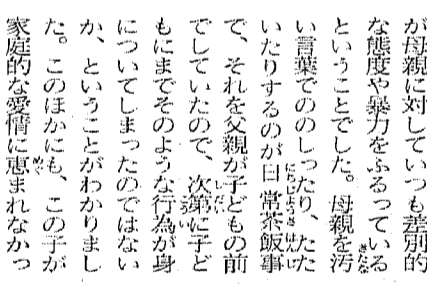 が母親に対していつも差別的
な態度や暴力をふるっている
ということでした。母親を汚
い言葉でののしったり、たた
いたりするのが日常茶飯事
で、それを父親が子どもの前
でしていたので、次第に子ど
もにまでそのような行為が身
についてしまったのではない
か、ということがわかりまし
た。このほかにも、この子が
家庭的な愛情に恵まれなかっ